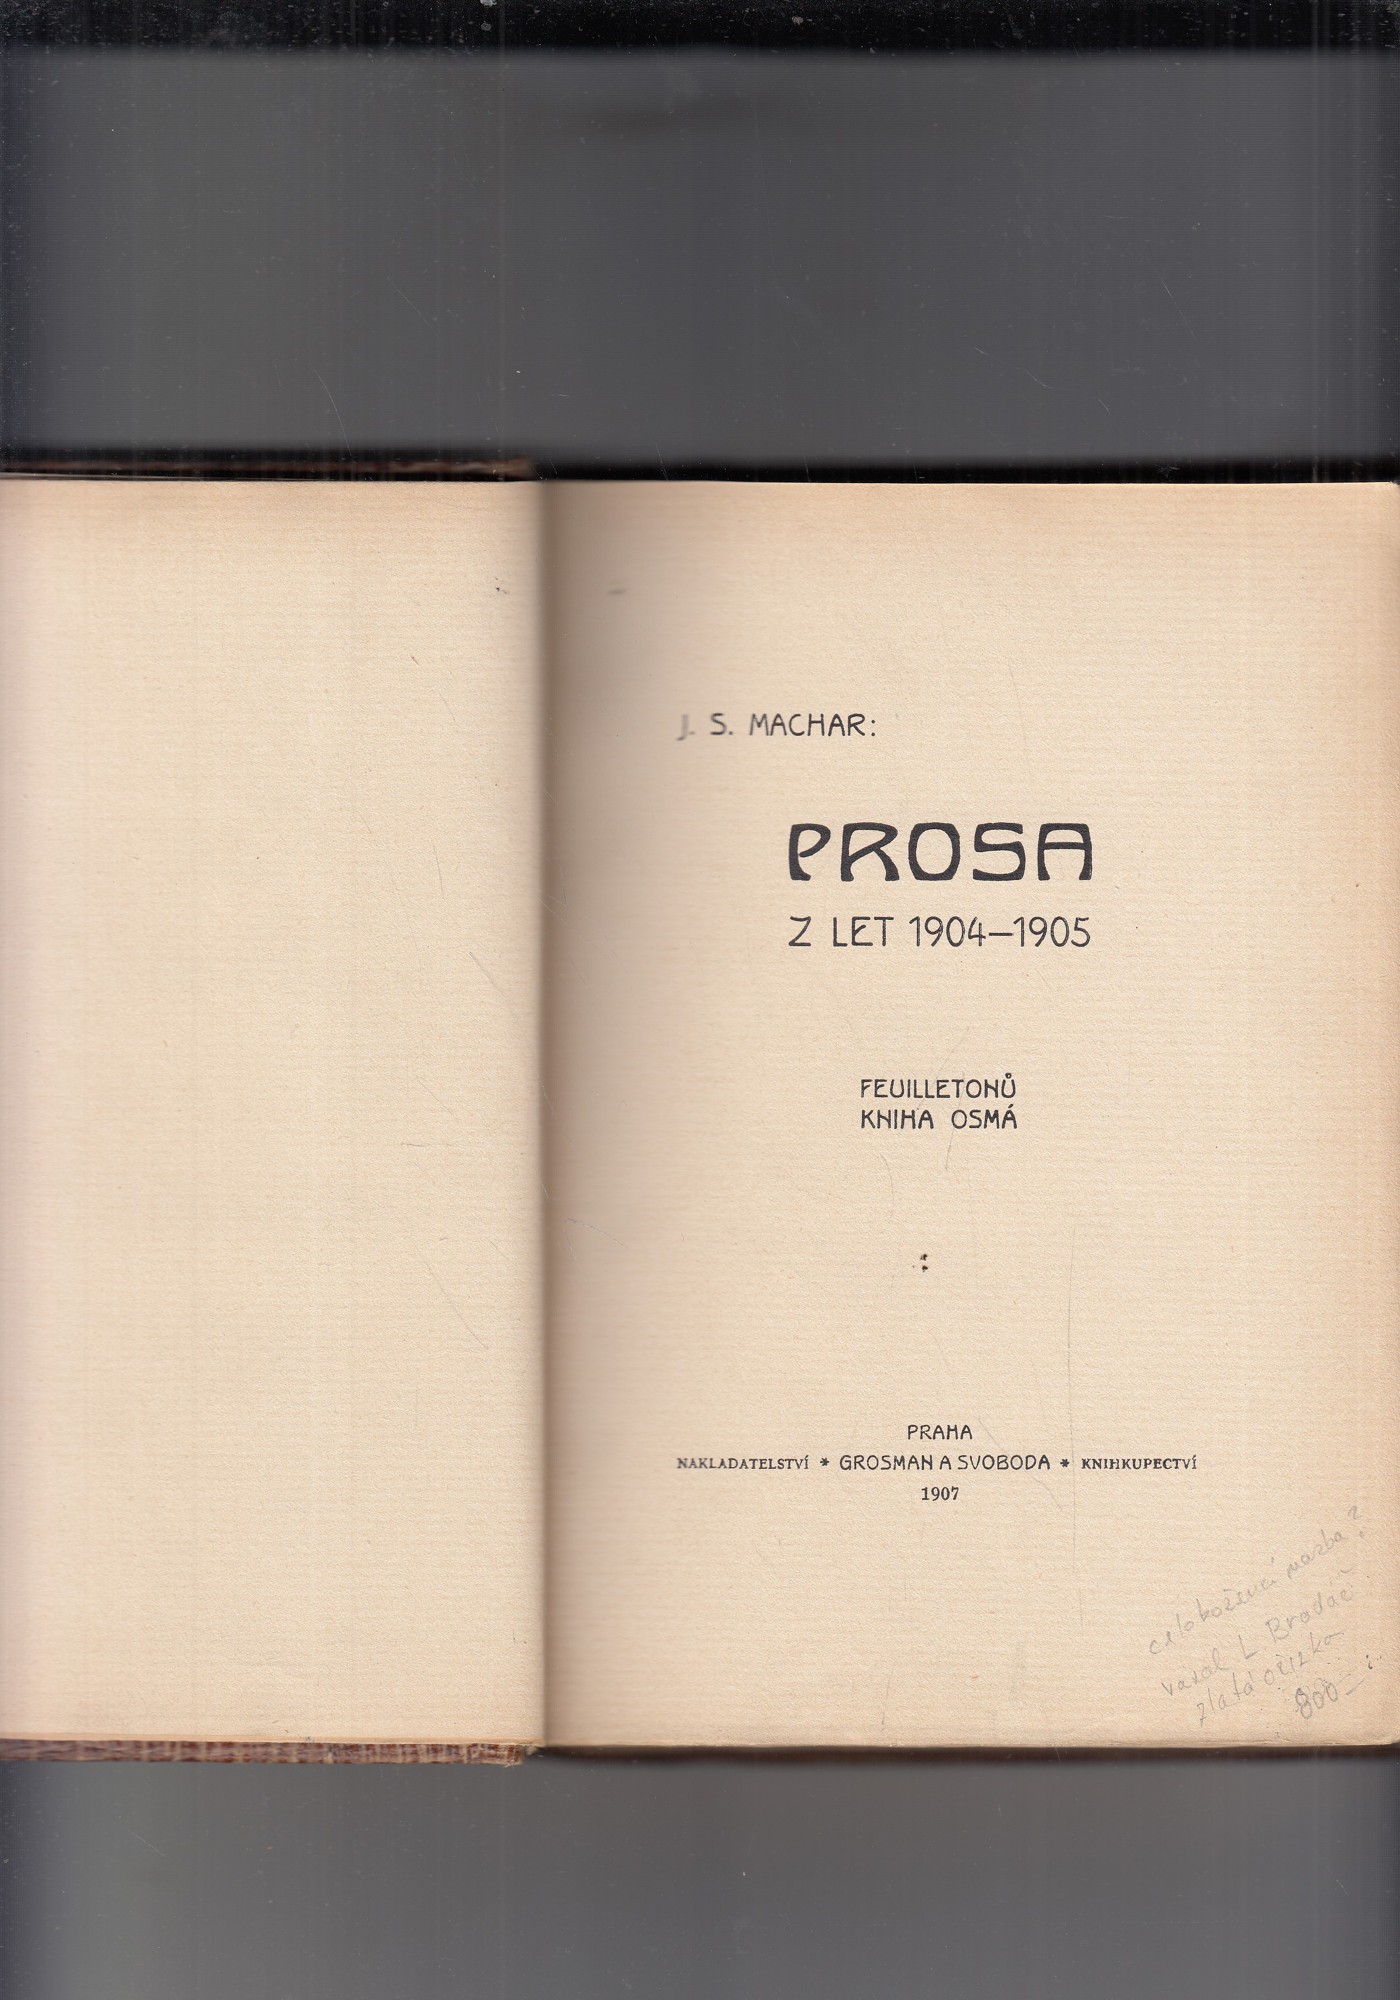 J. S. MACHAR:
PROSA
Z LET 1904—1905
FEUILLETONŮ
KNIHA OSMÁ
PRAHA
NAKLADATELSTVÍ * GROSMAN A SVOBODA * KNIHKUPECTVÍ
1907
celokožená vazba?
vázal L Bradáč
zlatá ořízka
800—